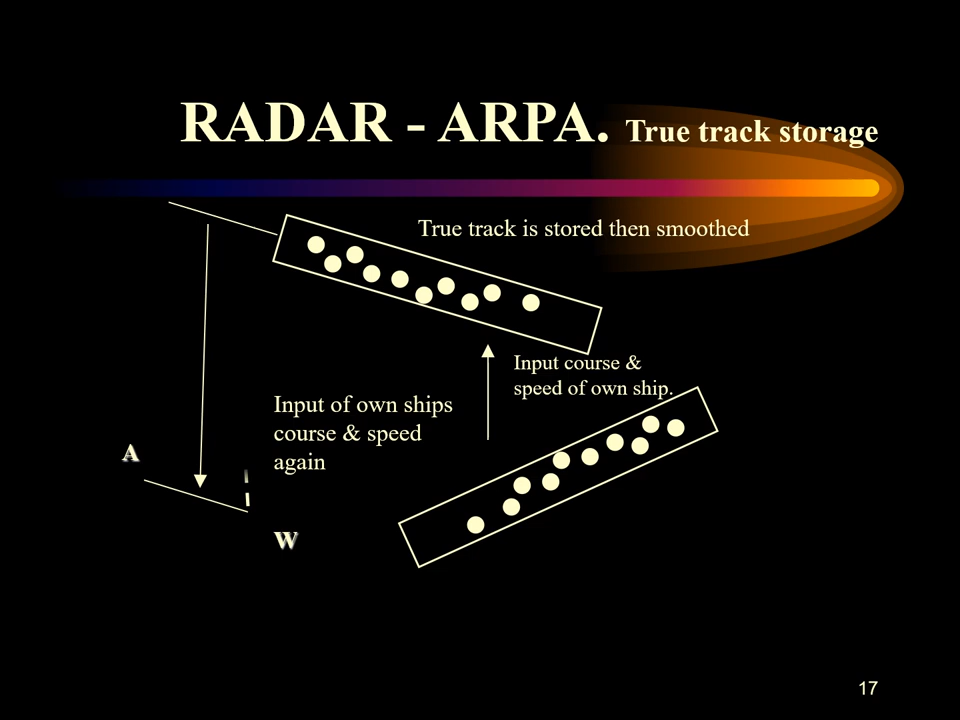 RADAR - ARPA. True track storage
True track is stored then smoothed
Input course &
speed of own ship.
Input of own ships
course & speed
again
A
W
17